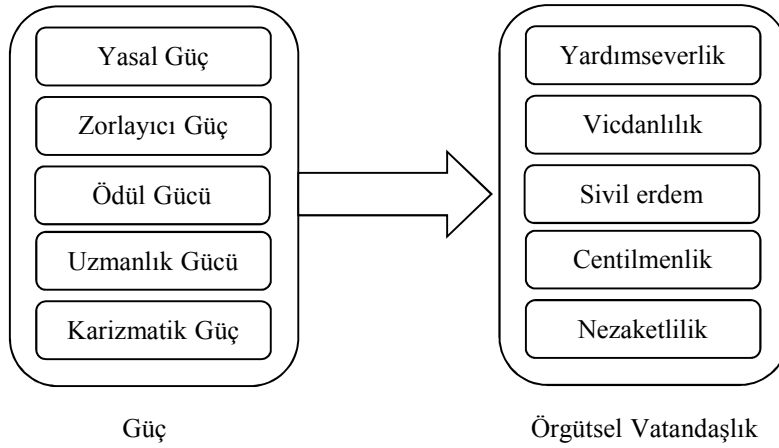 Yasal Güç
Zorlayıcı Güç
Ödül Gücü
Uzmanlık Gücü
Karizmatik Güç
Güç
Yardımseverlik
Vicdanlılık
Sivil erdem
Centilmenlik
Nezaketlilik
Örgütsel Vatandaşlık